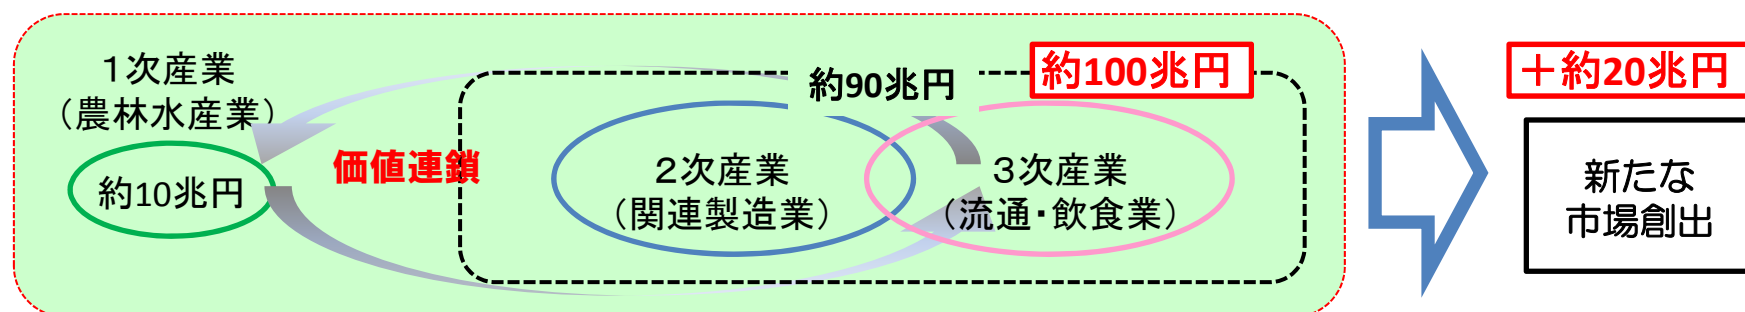 1次産業
（農林水産業）
約10兆円
価値連鎖
約90兆円
約100兆円
２次産業
（関連製造業）
３次産業
（流通・飲食業）
＋約20兆円
新たな
市場創出